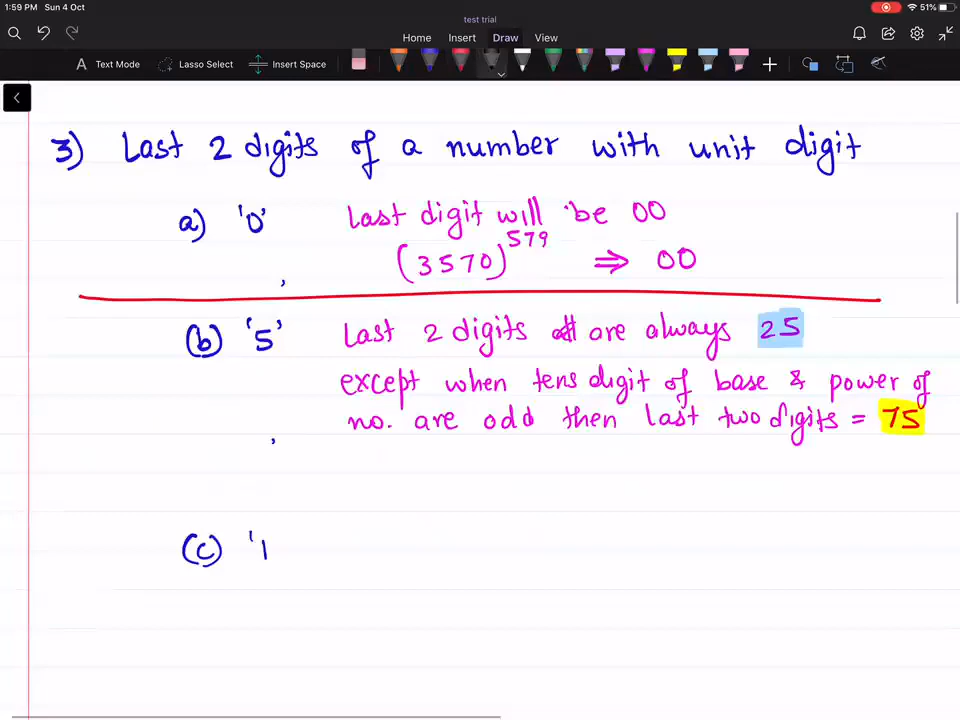 1:59 PM Sun 4 Oct 51%
test trial
Home Insert Draw View
A Text Mode Lasso Select Insert Space
3) Last 2 digits of a number with unit digit
a) '0' Last digit will be 00
(3570)^579 ⇒ 00
(b) '5' Last 2 digits are always 25
except when tens digit of base & power of
no. are odd then last two digits = 75
(c) '1